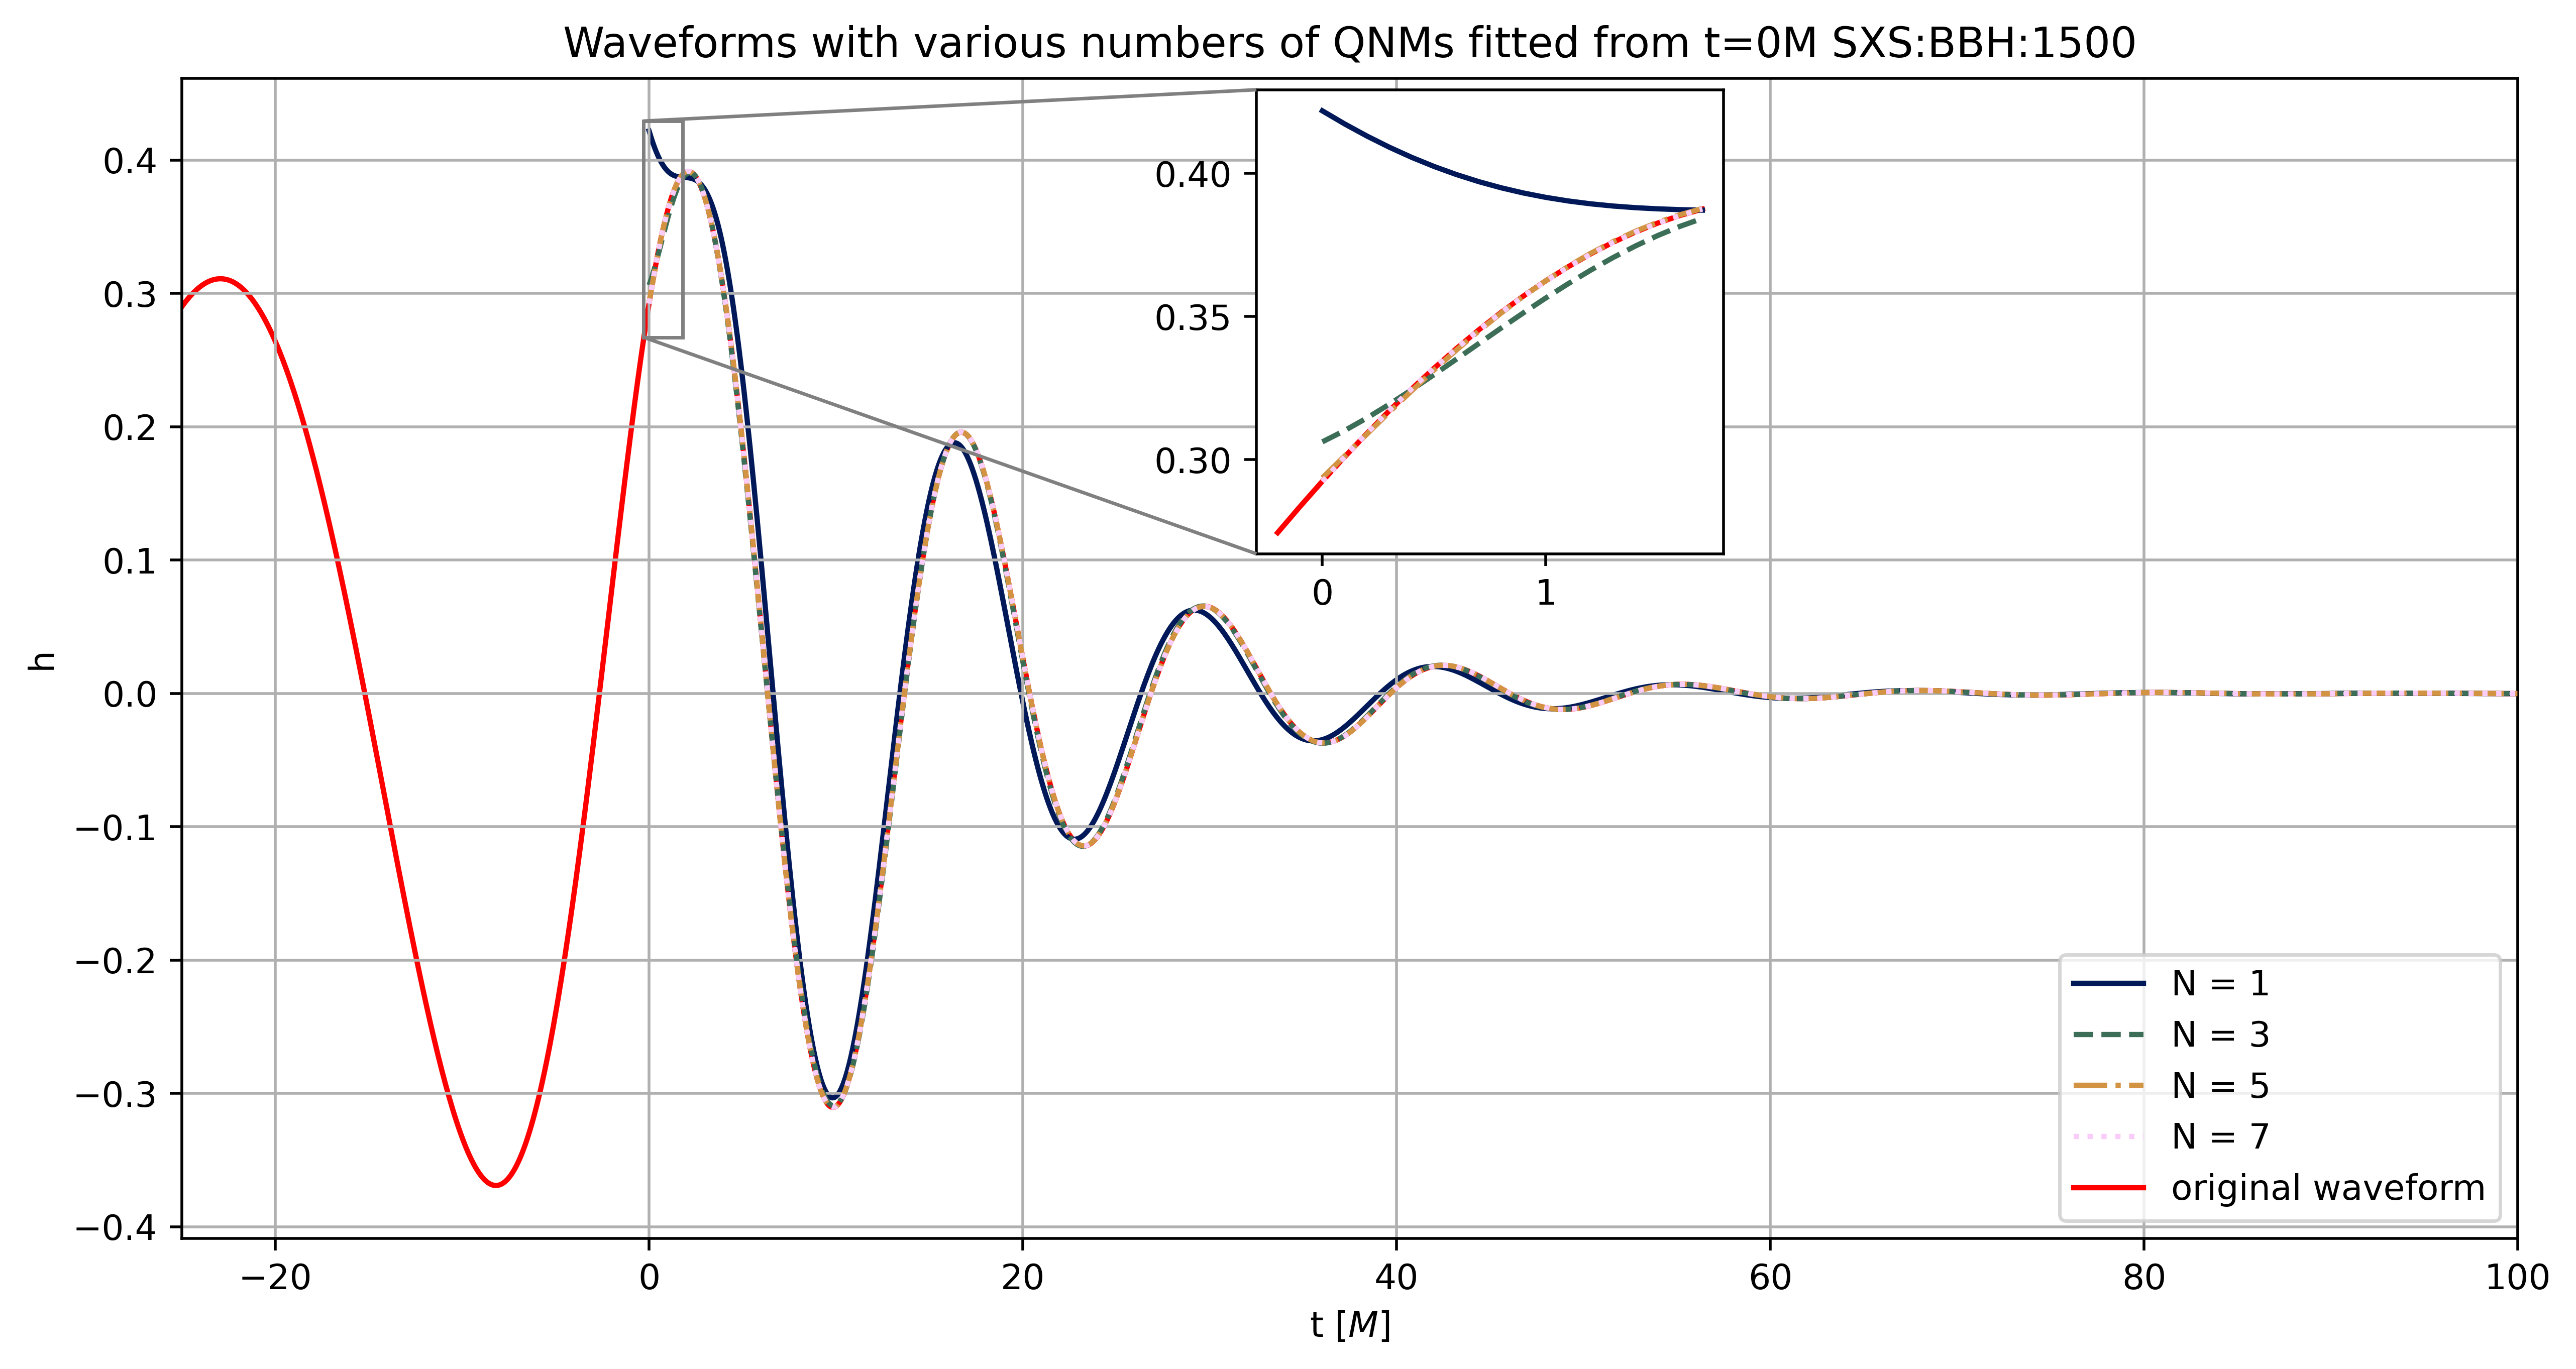 Waveforms with various numbers of QNMs fitted from t=0M SXS:BBH:1500
0.4
0.3
0.2
0.1
0.0
−0.1
−0.2
−0.3
−0.4
h
−20
0
20
40
60
80
100
t [M]
0.40
0.35
0.30
0
1
N = 1
N = 3
N = 5
N = 7
original waveform